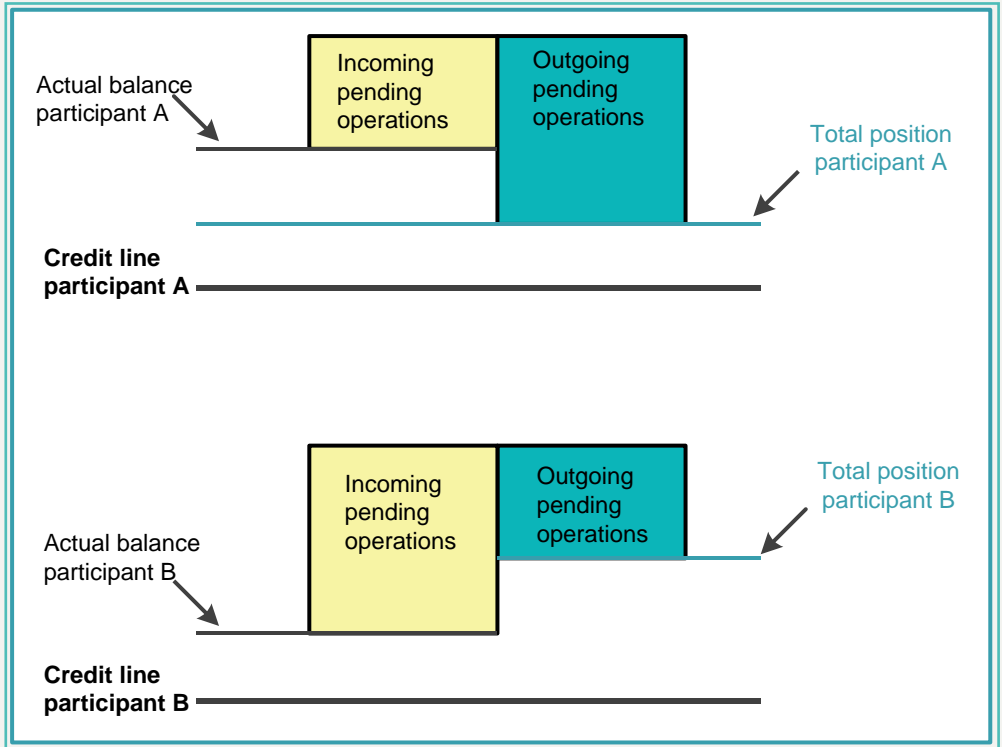 Actual balance
participant A
Incoming
pending
operations
Outgoing
pending
operations
Total position
participant A
Credit line
participant A
Actual balance
participant B
Incoming
pending
operations
Outgoing
pending
operations
Total position
participant B
Credit line
participant B